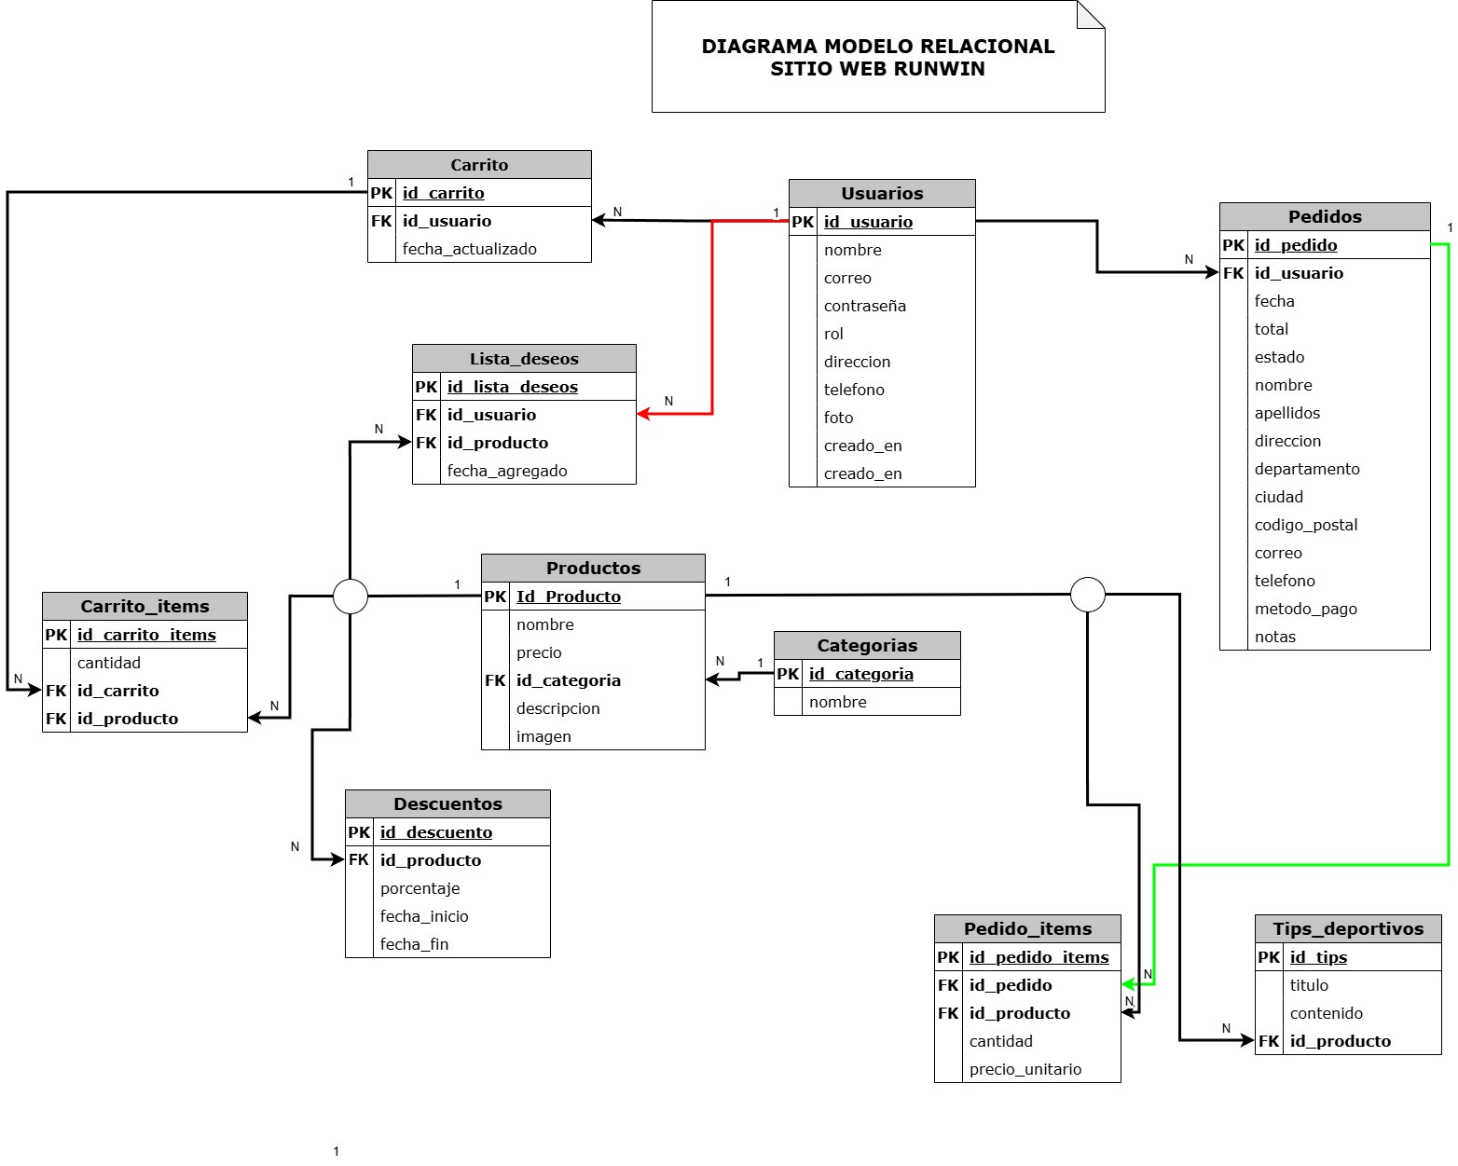 DIAGRAMA MODELO RELACIONAL
SITIO WEB RUNWIN
Carrito
PK id_carrito
FK id_usuario
fecha_actualizado
1
N
Usuarios
PK id_usuario
nombre
correo
contraseña
rol
direccion
telefono
foto
creado_en
creado_en
1
N
Pedidos
PK id_pedido
FK id_usuario
fecha
total
estado
nombre
apellidos
direccion
departamento
ciudad
codigo_postal
correo
telefono
metodo_pago
notas
1
Lista_deseos
PK id_lista_deseos
FK id_usuario
FK id_producto
fecha_agregado
N
N
Productos
PK Id_Producto
nombre
precio
FK id_categoria
descripcion
imagen
1
1
N
1
Categorias
PK id_categoria
nombre
Carrito_items
PK id_carrito_items
cantidad
FK id_carrito
FK id_producto
N
N
Descuentos
PK id_descuento
FK id_producto
porcentaje
fecha_inicio
fecha_fin
N
Pedido_items
PK id_pedido_items
FK id_pedido
FK id_producto
cantidad
precio_unitario
N
N
Tips_deportivos
PK id_tips
titulo
contenido
FK id_producto
N
1